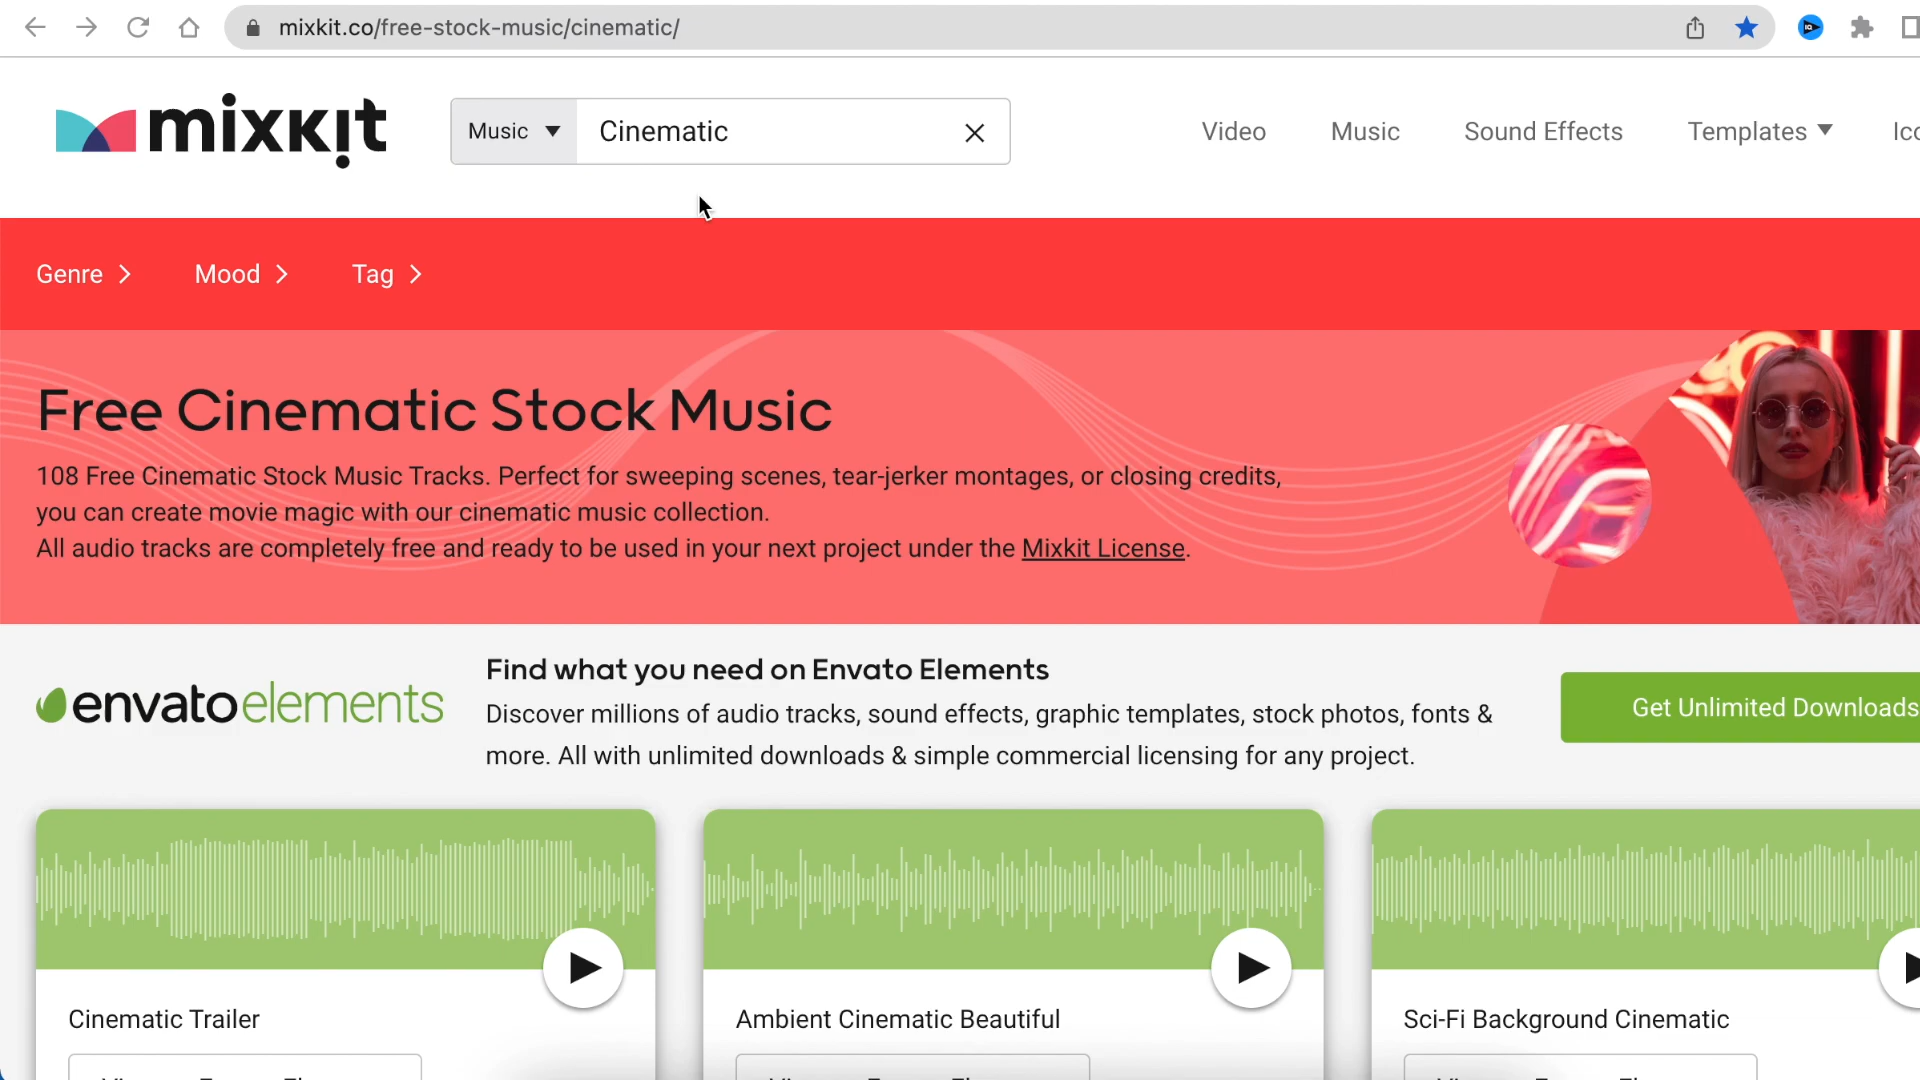 mixkit.co/free-stock-music/cinematic/
mixkit
Music
Cinematic
Video
Music
Sound Effects
Templates
Genre
Mood
Tag
Free Cinematic Stock Music
108 Free Cinematic Stock Music Tracks. Perfect for sweeping scenes, tear-jerker montages, or closing credits,
you can create movie magic with our cinematic music collection.
All audio tracks are completely free and ready to be used in your next project under the Mixkit License.
envatoelements
Find what you need on Envato Elements
Discover millions of audio tracks, sound effects, graphic templates, stock photos, fonts &
more. All with unlimited downloads & simple commercial licensing for any project.
Get Unlimited Downloads
Cinematic Trailer
Ambient Cinematic Beautiful
Sci-Fi Background Cinematic